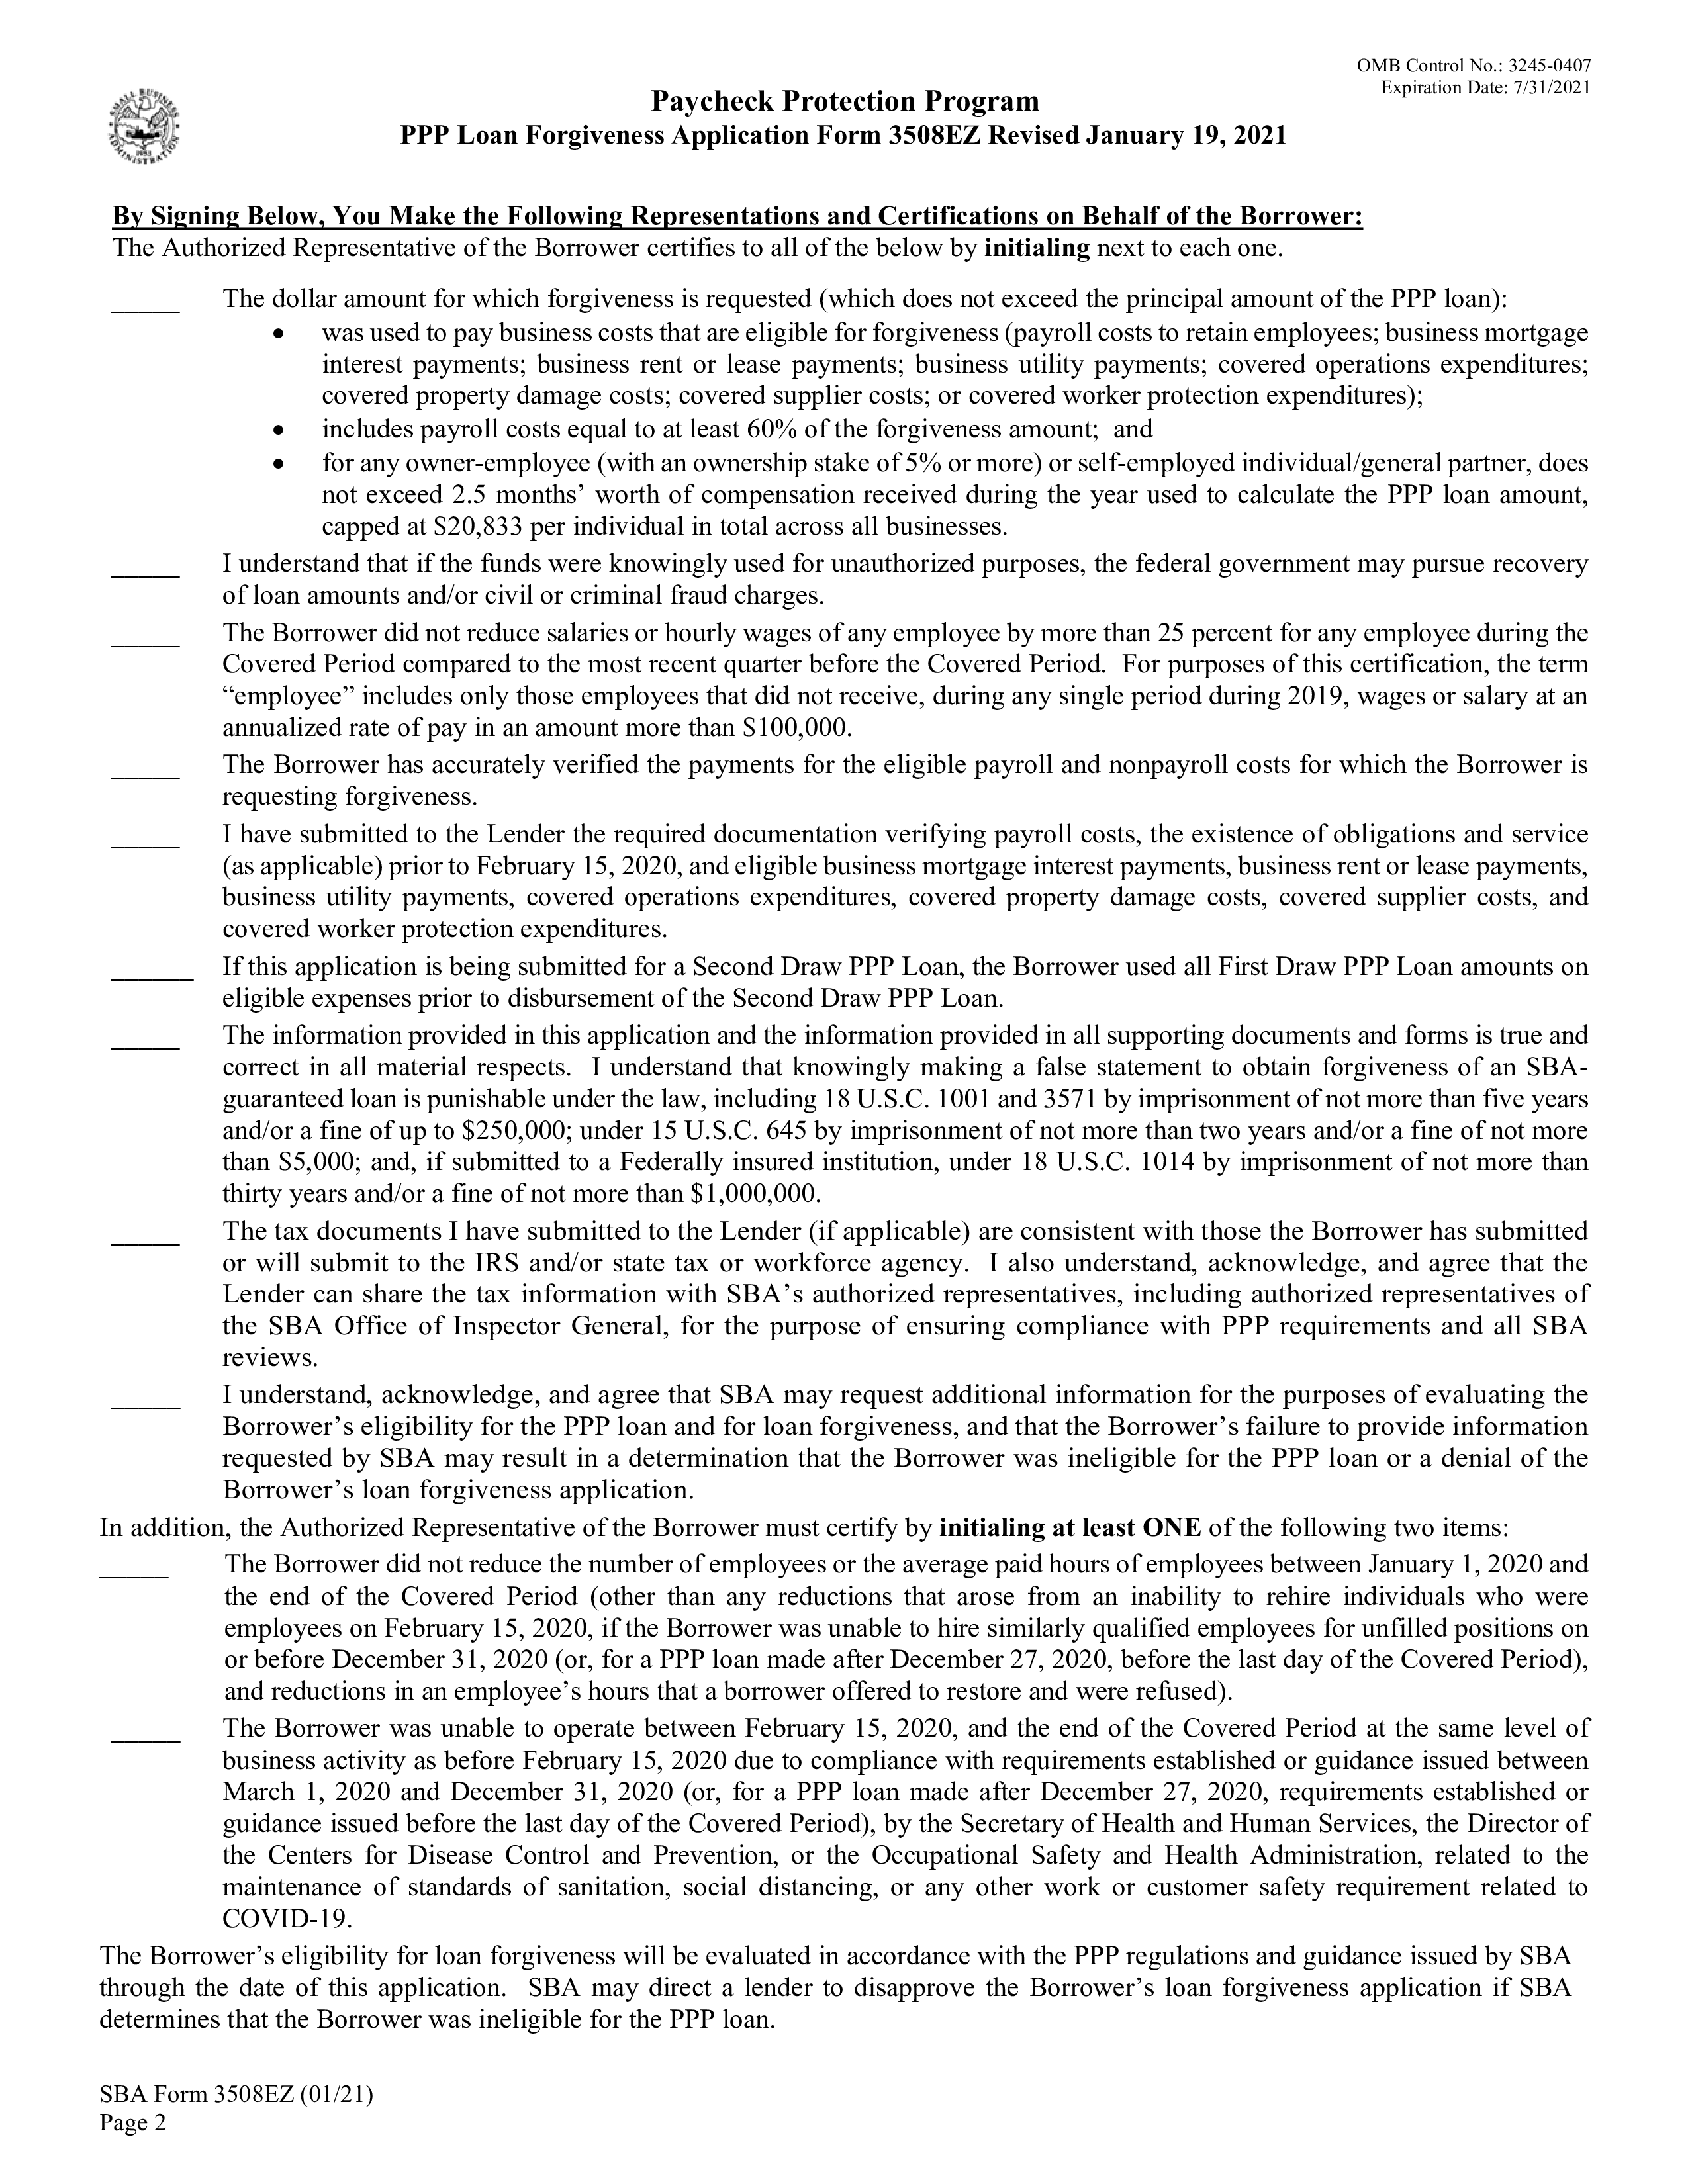 OMB Control No.: 3245-0407
Expiration Date: 7/31/2021
SMALL BUSINESS ADMINISTRATION
1953
Paycheck Protection Program
PPP Loan Forgiveness Application Form 3508EZ Revised January 19, 2021
By Signing Below, You Make the Following Representations and Certifications on Behalf of the Borrower:
The Authorized Representative of the Borrower certifies to all of the below by initialing next to each one.
_____ The dollar amount for which forgiveness is requested (which does not exceed the principal amount of the PPP loan):
• was used to pay business costs that are eligible for forgiveness (payroll costs to retain employees; business mortgage
interest payments; business rent or lease payments; business utility payments; covered operations expenditures;
covered property damage costs; covered supplier costs; or covered worker protection expenditures);
• includes payroll costs equal to at least 60% of the forgiveness amount; and
• for any owner-employee (with an ownership stake of 5% or more) or self-employed individual/general partner, does
not exceed 2.5 months’ worth of compensation received during the year used to calculate the PPP loan amount,
capped at $20,833 per individual in total across all businesses.
_____ I understand that if the funds were knowingly used for unauthorized purposes, the federal government may pursue recovery
of loan amounts and/or civil or criminal fraud charges.
_____ The Borrower did not reduce salaries or hourly wages of any employee by more than 25 percent for any employee during the
Covered Period compared to the most recent quarter before the Covered Period. For purposes of this certification, the term
“employee” includes only those employees that did not receive, during any single period during 2019, wages or salary at an
annualized rate of pay in an amount more than $100,000.
_____ The Borrower has accurately verified the payments for the eligible payroll and nonpayroll costs for which the Borrower is
requesting forgiveness.
_____ I have submitted to the Lender the required documentation verifying payroll costs, the existence of obligations and service
(as applicable) prior to February 15, 2020, and eligible business mortgage interest payments, business rent or lease payments,
business utility payments, covered operations expenditures, covered property damage costs, covered supplier costs, and
covered worker protection expenditures.
______ If this application is being submitted for a Second Draw PPP Loan, the Borrower used all First Draw PPP Loan amounts on
eligible expenses prior to disbursement of the Second Draw PPP Loan.
_____ The information provided in this application and the information provided in all supporting documents and forms is true and
correct in all material respects. I understand that knowingly making a false statement to obtain forgiveness of an SBA-
guaranteed loan is punishable under the law, including 18 U.S.C. 1001 and 3571 by imprisonment of not more than five years
and/or a fine of up to $250,000; under 15 U.S.C. 645 by imprisonment of not more than two years and/or a fine of not more
than $5,000; and, if submitted to a Federally insured institution, under 18 U.S.C. 1014 by imprisonment of not more than
thirty years and/or a fine of not more than $1,000,000.
_____ The tax documents I have submitted to the Lender (if applicable) are consistent with those the Borrower has submitted
or will submit to the IRS and/or state tax or workforce agency. I also understand, acknowledge, and agree that the
Lender can share the tax information with SBA’s authorized representatives, including authorized representatives of
the SBA Office of Inspector General, for the purpose of ensuring compliance with PPP requirements and all SBA
reviews.
_____ I understand, acknowledge, and agree that SBA may request additional information for the purposes of evaluating the
Borrower’s eligibility for the PPP loan and for loan forgiveness, and that the Borrower’s failure to provide information
requested by SBA may result in a determination that the Borrower was ineligible for the PPP loan or a denial of the
Borrower’s loan forgiveness application.
In addition, the Authorized Representative of the Borrower must certify by initialing at least ONE of the following two items:
_____ The Borrower did not reduce the number of employees or the average paid hours of employees between January 1, 2020 and
the end of the Covered Period (other than any reductions that arose from an inability to rehire individuals who were
employees on February 15, 2020, if the Borrower was unable to hire similarly qualified employees for unfilled positions on
or before December 31, 2020 (or, for a PPP loan made after December 27, 2020, before the last day of the Covered Period),
and reductions in an employee’s hours that a borrower offered to restore and were refused).
_____ The Borrower was unable to operate between February 15, 2020, and the end of the Covered Period at the same level of
business activity as before February 15, 2020 due to compliance with requirements established or guidance issued between
March 1, 2020 and December 31, 2020 (or, for a PPP loan made after December 27, 2020, requirements established or
guidance issued before the last day of the Covered Period), by the Secretary of Health and Human Services, the Director of
the Centers for Disease Control and Prevention, or the Occupational Safety and Health Administration, related to the
maintenance of standards of sanitation, social distancing, or any other work or customer safety requirement related to
COVID-19.
The Borrower’s eligibility for loan forgiveness will be evaluated in accordance with the PPP regulations and guidance issued by SBA
through the date of this application. SBA may direct a lender to disapprove the Borrower’s loan forgiveness application if SBA
determines that the Borrower was ineligible for the PPP loan.
SBA Form 3508EZ (01/21)
Page 2